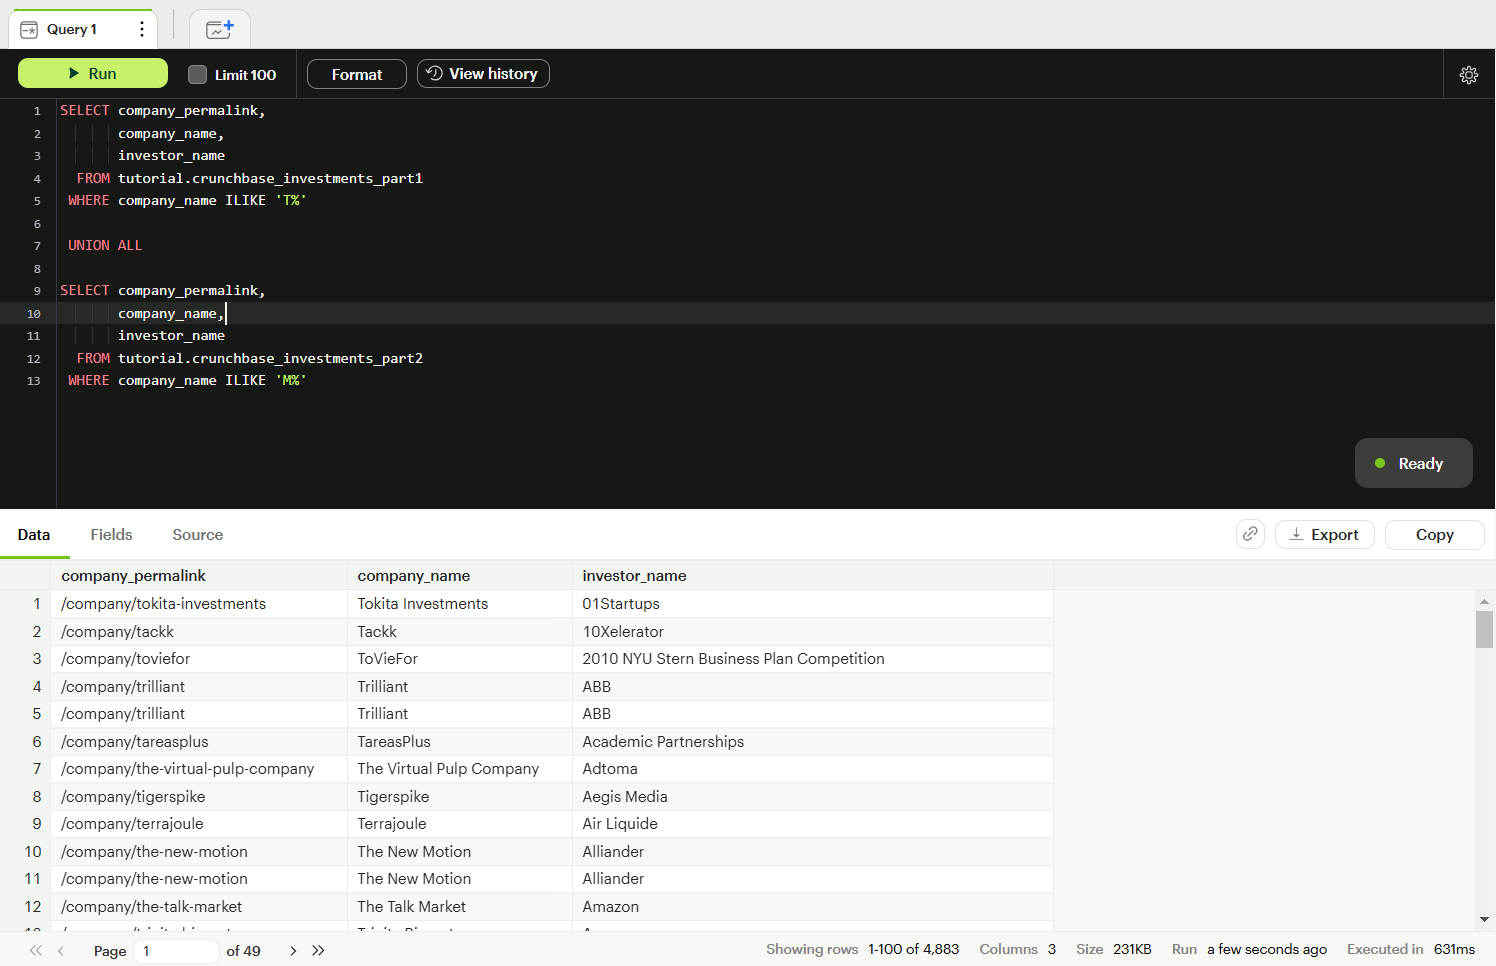 Query 1
Run
Limit 100
Format
View history
1 SELECT company_permalink,
2 company_name,
3 investor_name
4 FROM tutorial.crunchbase_investments_part1
5 WHERE company_name ILIKE 'T%'
6
7 UNION ALL
8
9 SELECT company_permalink,
10 company_name,
11 investor_name
12 FROM tutorial.crunchbase_investments_part2
13 WHERE company_name ILIKE 'M%'
Ready
Data Fields Source Export Copy
company_permalink company_name investor_name
1 /company/tokita-investments Tokita Investments 01Startups
2 /company/tackk Tackk 10Xelerator
3 /company/toviefor ToVieFor 2010 NYU Stern Business Plan Competition
4 /company/trilliant Trilliant ABB
5 /company/trilliant Trilliant ABB
6 /company/tareasplus TareasPlus Academic Partnerships
7 /company/the-virtual-pulp-company The Virtual Pulp Company Adtoma
8 /company/tigerspike Tigerspike Aegis Media
9 /company/terrajoule Terrajoule Air Liquide
10 /company/the-new-motion The New Motion Alliander
11 /company/the-new-motion The New Motion Alliander
12 /company/the-talk-market The Talk Market Amazon
Page 1 of 49 Showing rows 1-100 of 4,883 Columns 3 Size 231KB Run a few seconds ago Executed in 631ms